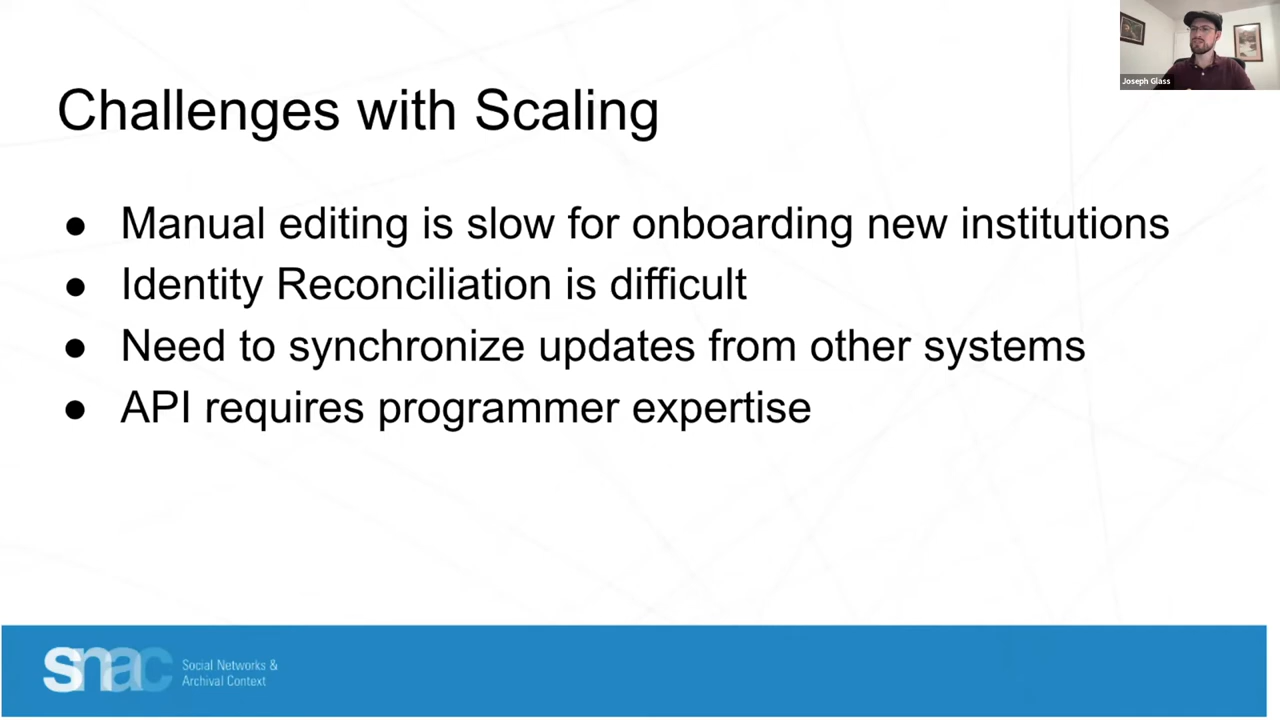 Joseph Glass
Challenges with Scaling
● Manual editing is slow for onboarding new institutions
● Identity Reconciliation is difficult
● Need to synchronize updates from other systems
● API requires programmer expertise
snac
Social Networks &
Archival Context